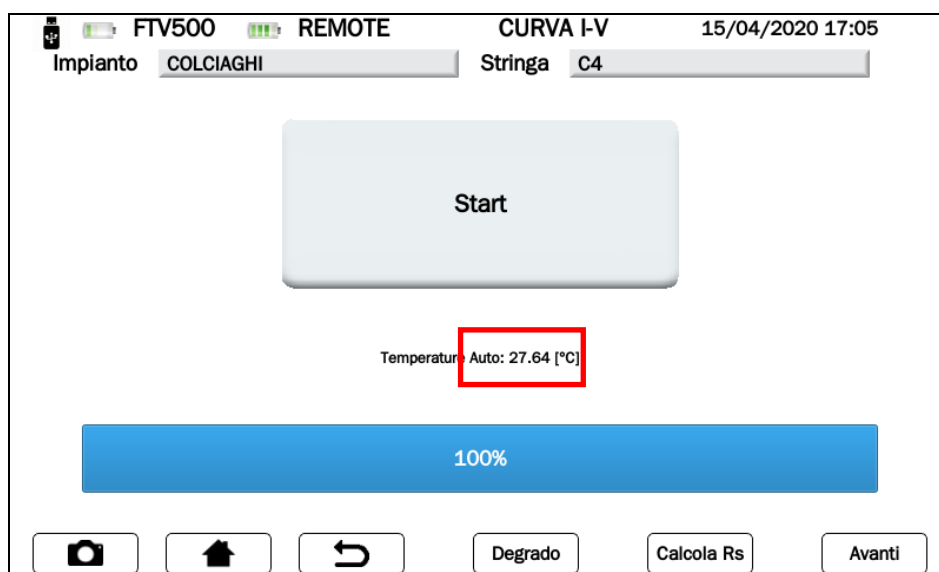 FTV500 REMOTE CURVA I-V 15/04/2020 17:05
Impianto COLCIAGHI Stringa C4
Start
Temperature Auto: 27.64 [°C]
100%
Degrado Calcola Rs Avanti